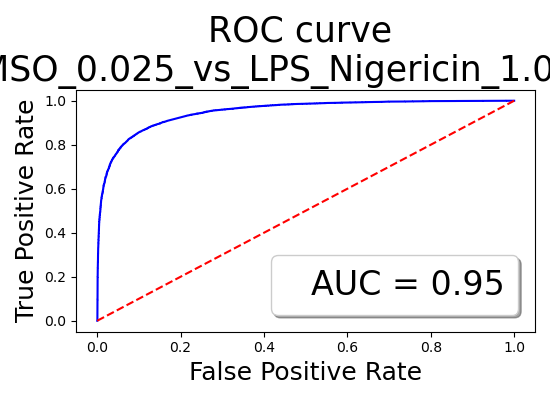 ROC curve
MSO_0.025_vs_LPS_Nigericin_1.0
True Positive Rate
1.0
0.8
0.6
0.4
0.2
0.0
AUC = 0.95
0.0 0.2 0.4 0.6 0.8 1.0
False Positive Rate